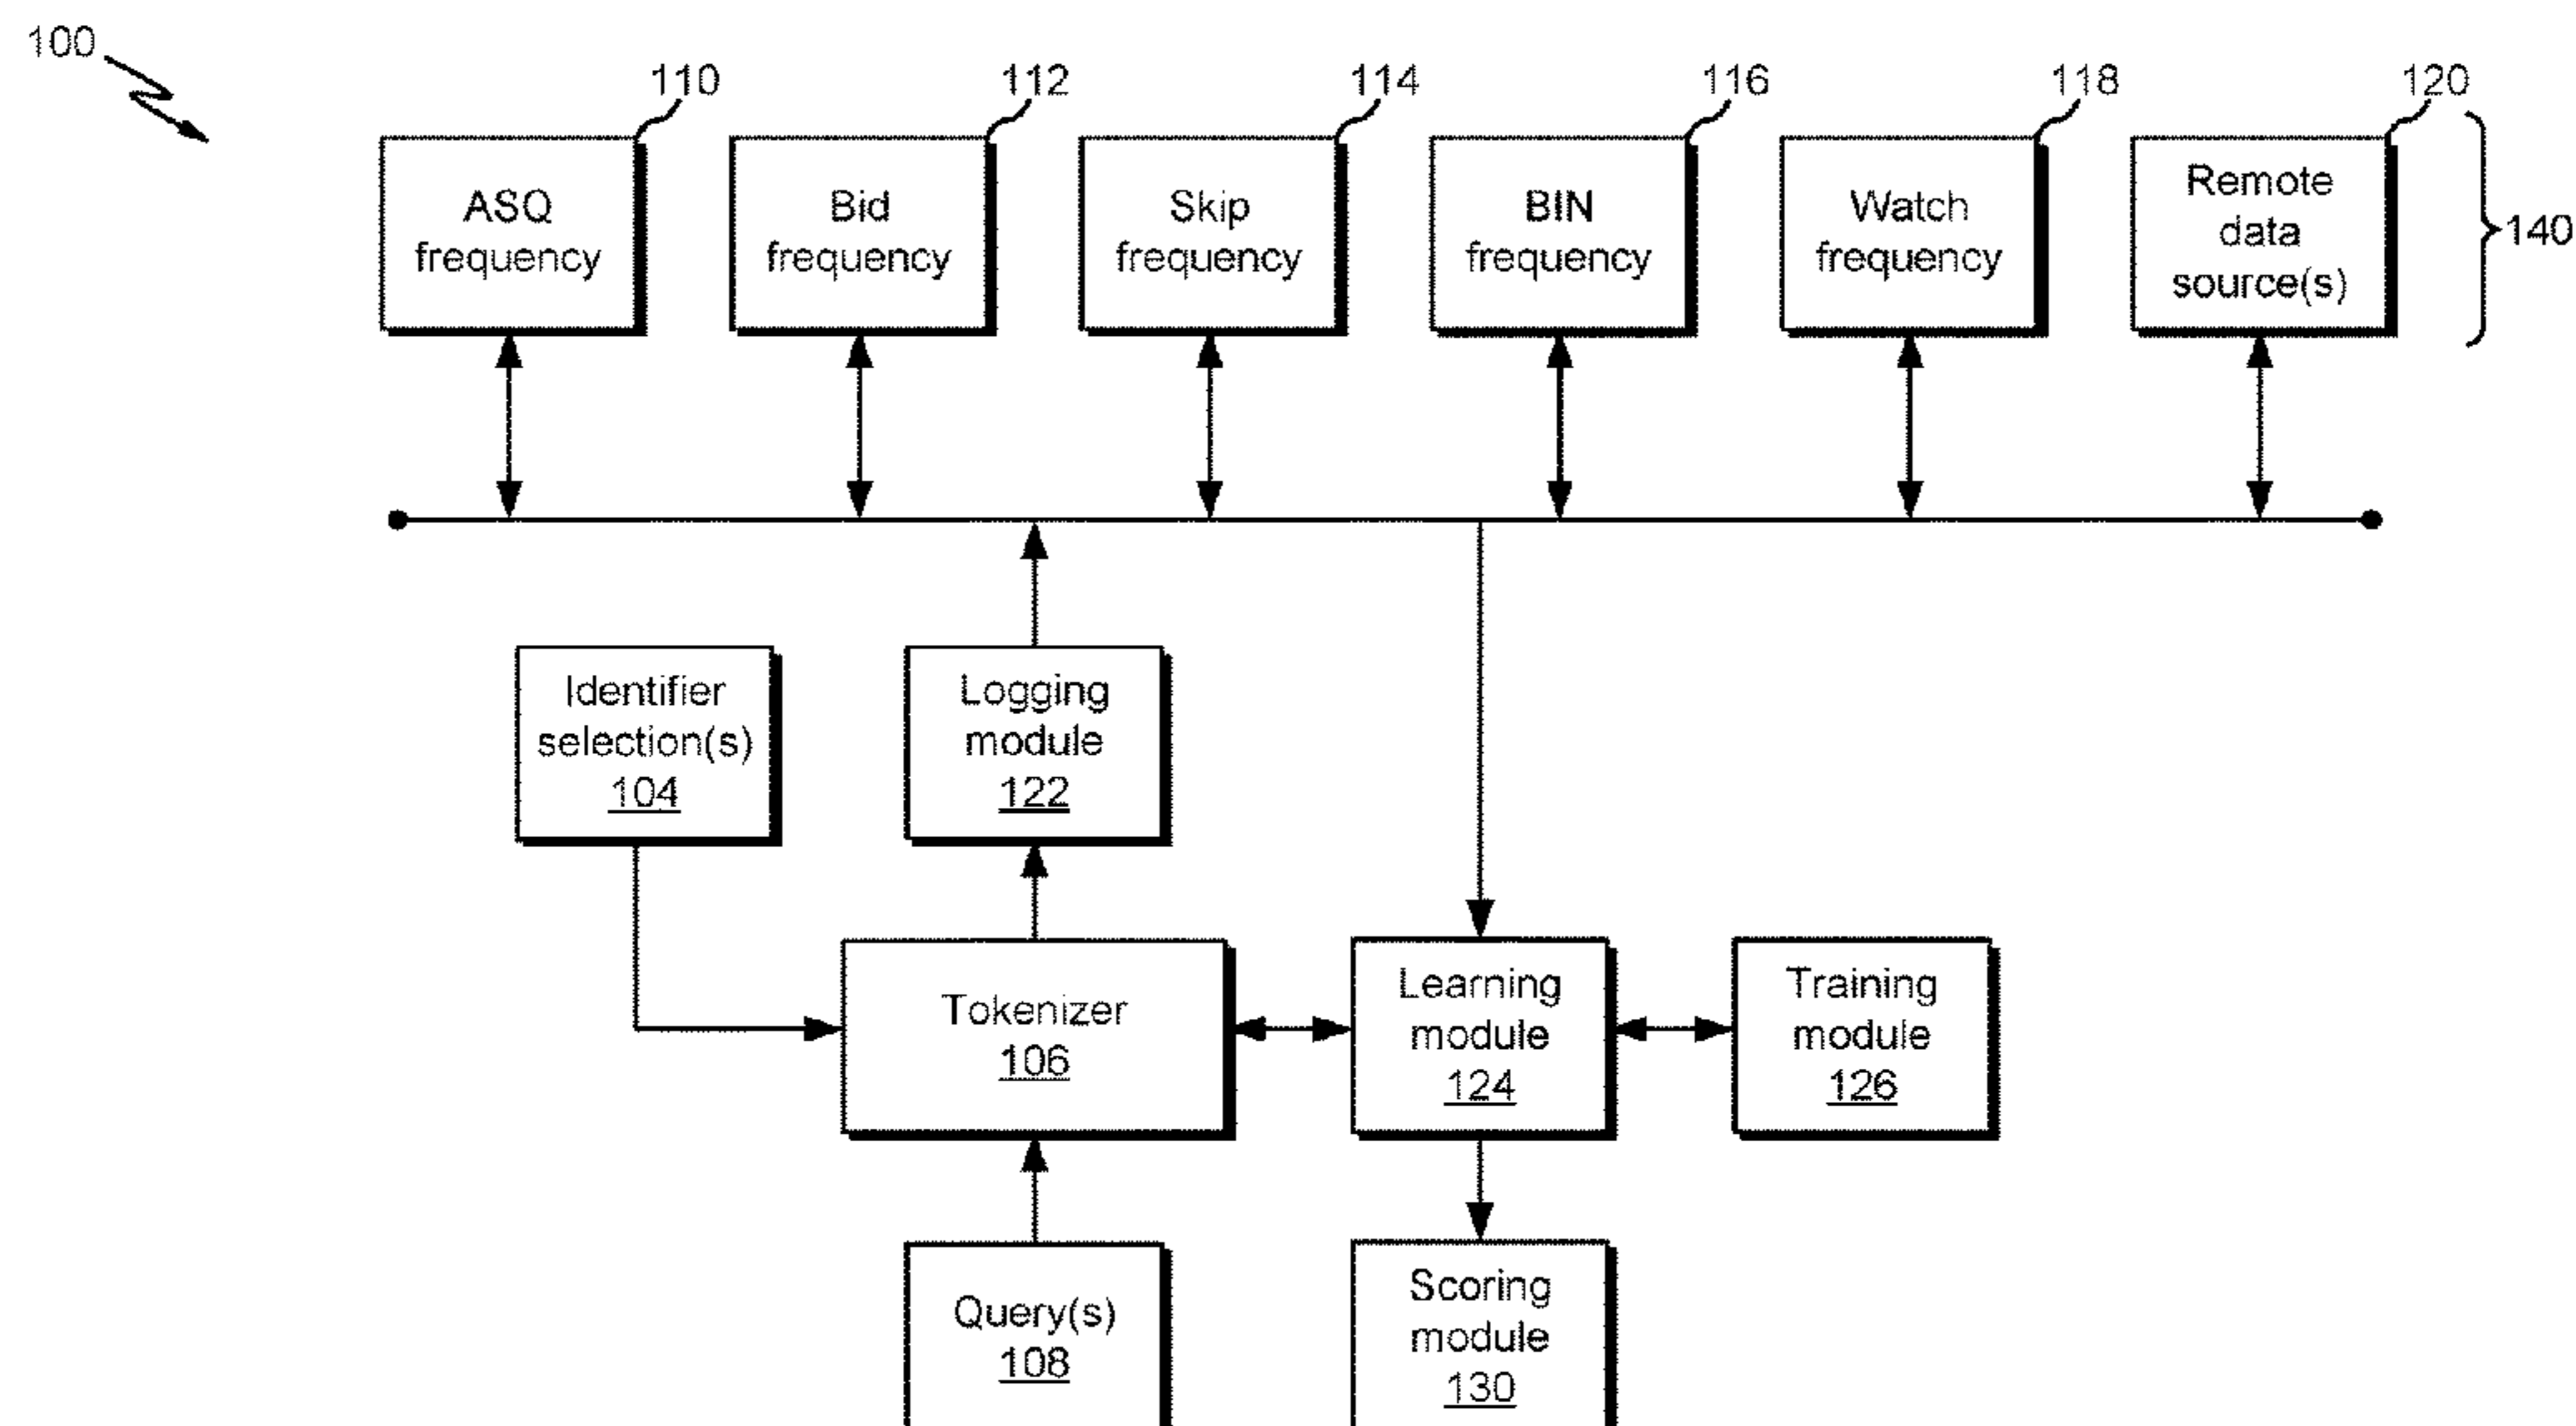 100
110
112
114
116
118
120
ASQ
frequency
Bid
frequency
Skip
frequency
BIN
frequency
Watch
frequency
Remote
data
source(s)
140
Identifier
selection(s)
104
Logging
module
122
Tokenizer
106
Learning
module
124
Training
module
126
Query(s)
108
Scoring
module
130